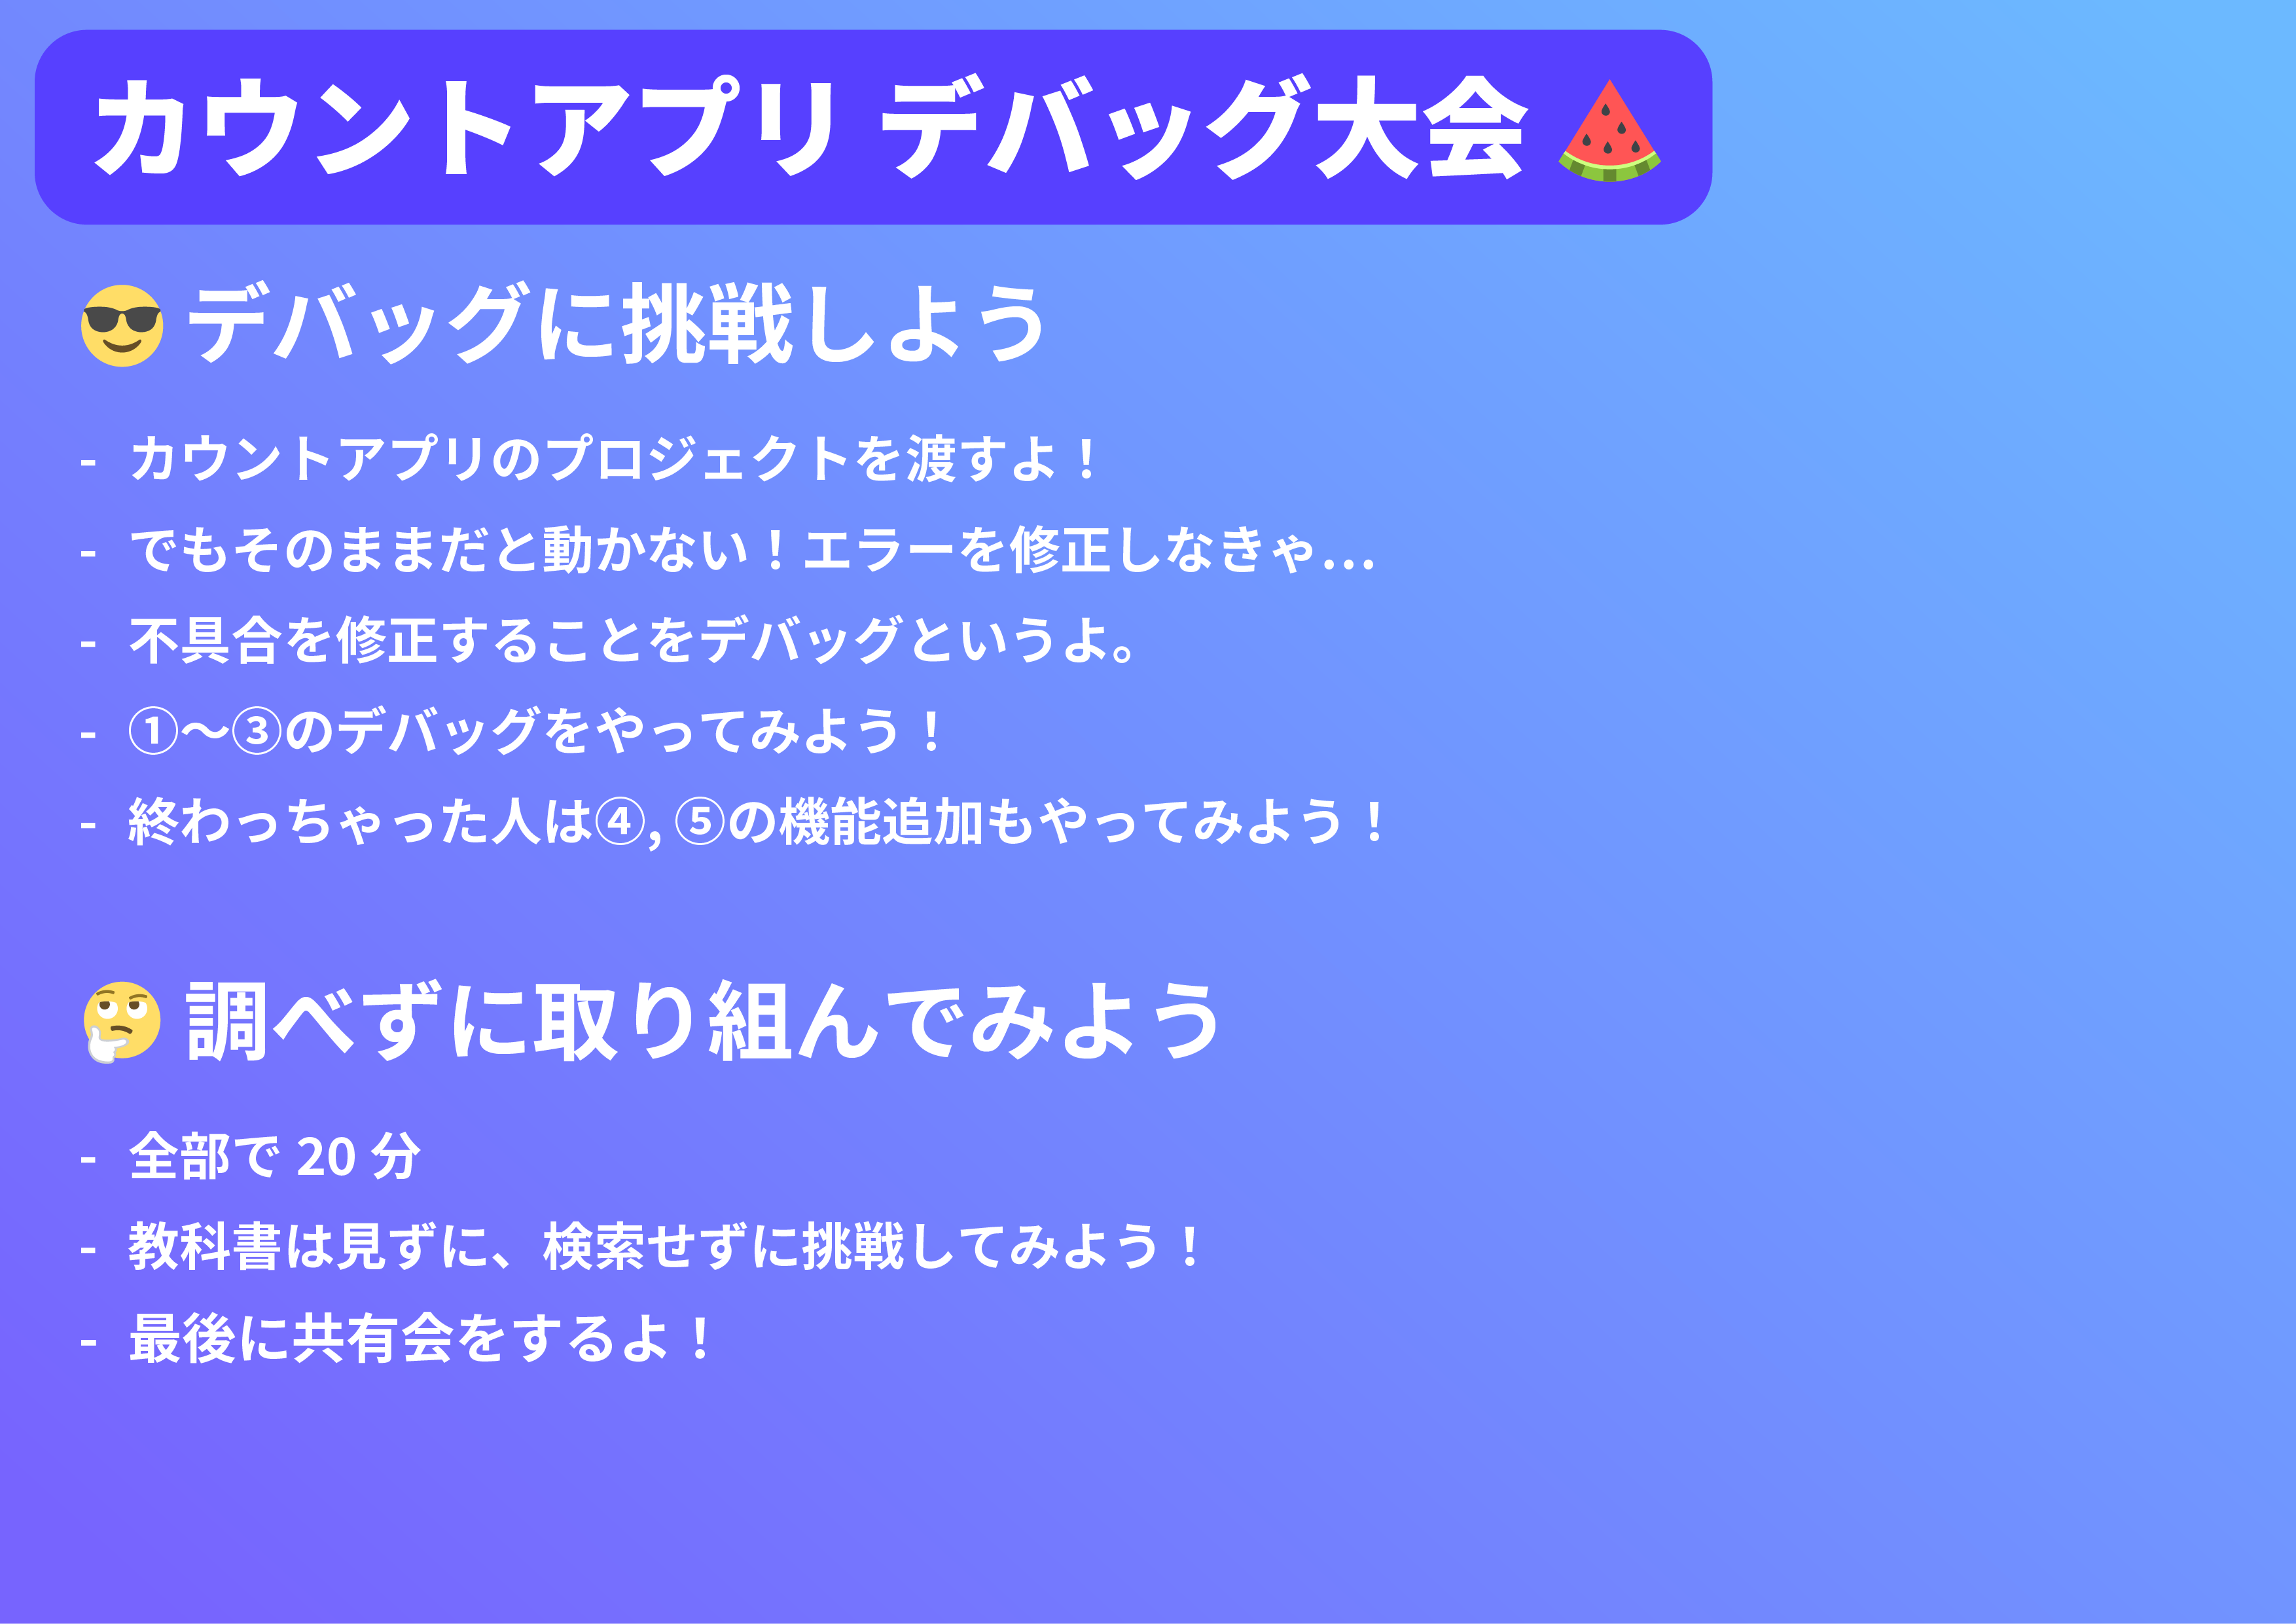 カウントアプリ デバッグ大会 🍉
😎 デバッグに挑戦しよう
- カウントアプリのプロジェクトを渡すよ！
- でもそのままだと動かない！エラーを修正しなきゃ...
- 不具合を修正することをデバッグというよ。
- ①〜③のデバッグをやってみよう！
- 終わっちゃった人は④, ⑤の機能追加もやってみよう！
🤔 調べずに取り組んでみよう
- 全部で 20 分
- 教科書は見ずに、検索せずに挑戦してみよう！
- 最後に共有会をするよ！